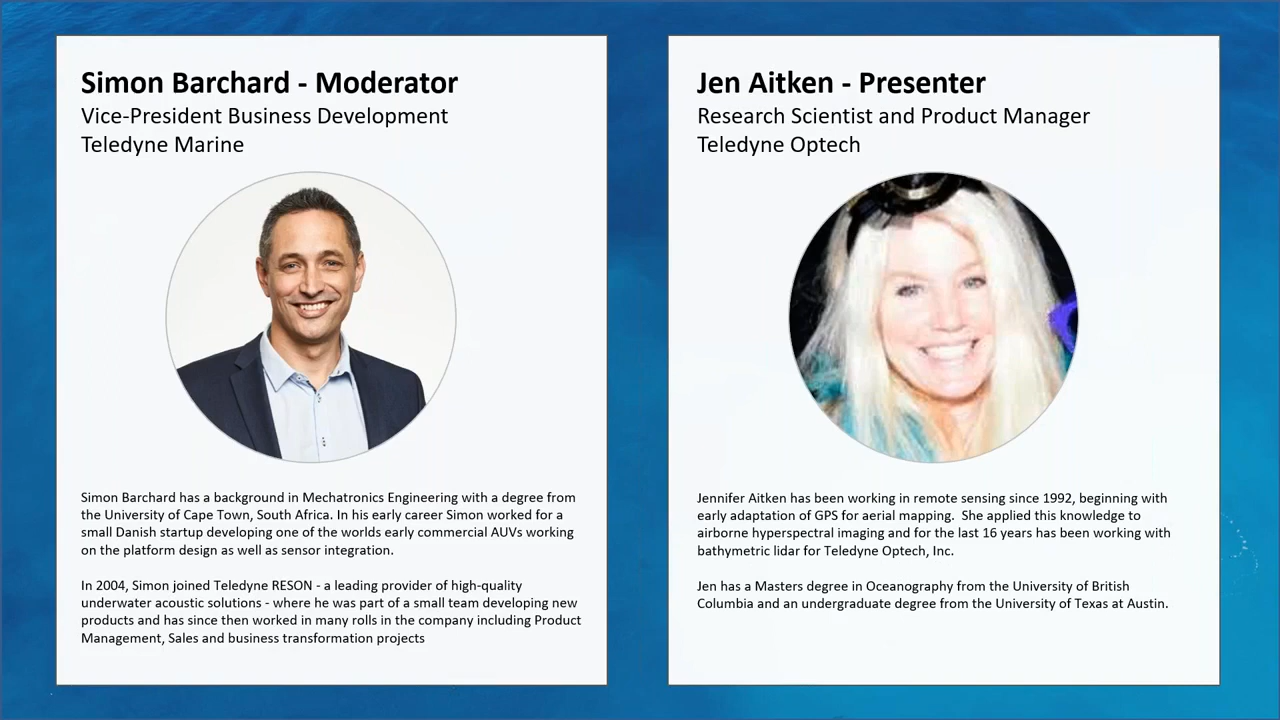 Simon Barchard - Moderator
Vice-President Business Development
Teledyne Marine
Simon Barchard has a background in Mechatronics Engineering with a degree from
the University of Cape Town, South Africa. In his early career Simon worked for a
small Danish startup developing one of the worlds early commercial AUVs working
on the platform design as well as sensor integration.
In 2004, Simon joined Teledyne RESON - a leading provider of high-quality
underwater acoustic solutions - where he was part of a small team developing new
products and has since then worked in many rolls in the company including Product
Management, Sales and business transformation projects
Jen Aitken - Presenter
Research Scientist and Product Manager
Teledyne Optech
Jennifer Aitken has been working in remote sensing since 1992, beginning with
early adaptation of GPS for aerial mapping.  She applied this knowledge to
airborne hyperspectral imaging and for the last 16 years has been working with
bathymetric lidar for Teledyne Optech, Inc.
Jen has a Masters degree in Oceanography from the University of British
Columbia and an undergraduate degree from the University of Texas at Austin.